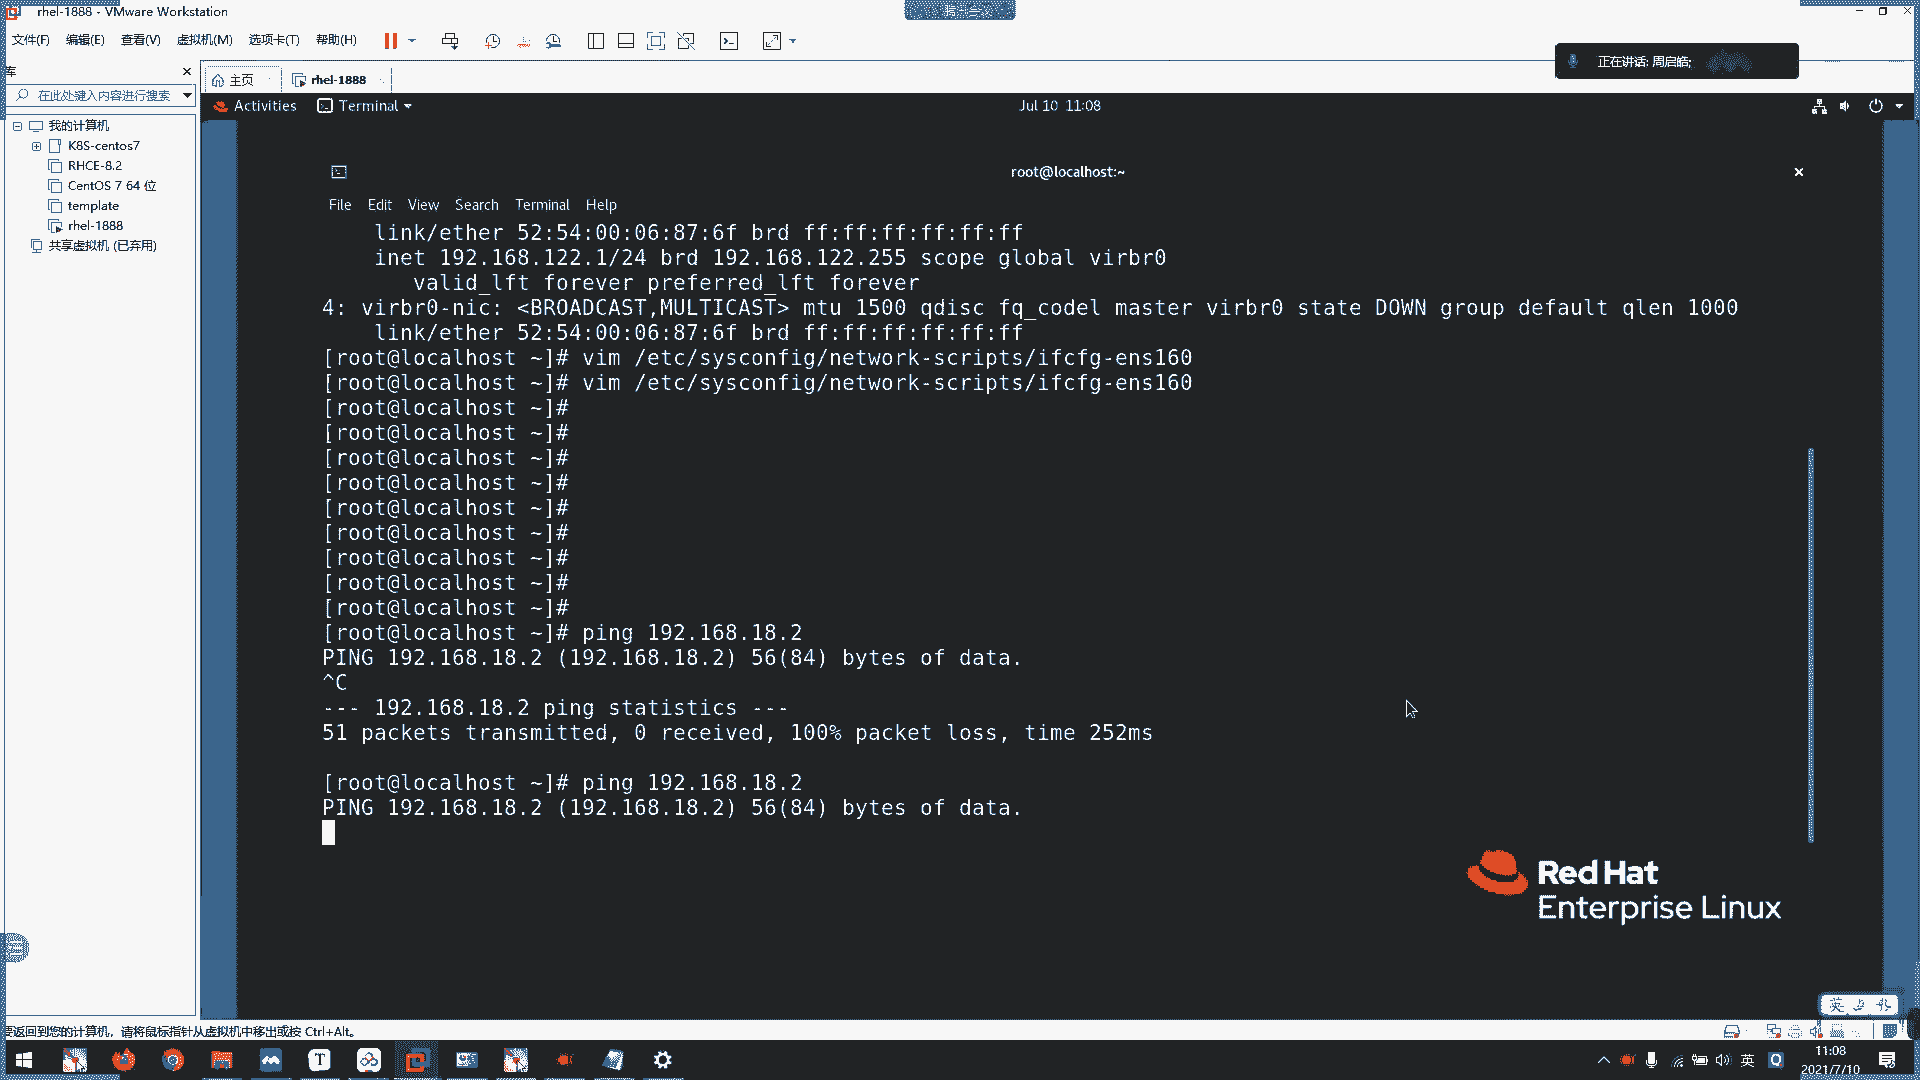 rhel-1888 - VMware Workstation
文件(F) 编辑(E) 查看(V) 虚拟机(M) 选项卡(T) 帮助(H)
正在讲话: 周启皓;
库
主页
rhel-1888
在此处键入内容进行搜索
Activities
Terminal
Jul 10 11:08
我的计算机
K8S-centos7
RHCE-8.2
CentOS 7 64 位
template
rhel-1888
共享虚拟机 (已弃用)
root@localhost:~
File Edit View Search Terminal Help
link/ether 52:54:00:06:87:6f brd ff:ff:ff:ff:ff:ff
inet 192.168.122.1/24 brd 192.168.122.255 scope global virbr0
valid_lft forever preferred_lft forever
4: virbr0-nic: <BROADCAST,MULTICAST> mtu 1500 qdisc fq_codel master virbr0 state DOWN group default qlen 1000
link/ether 52:54:00:06:87:6f brd ff:ff:ff:ff:ff:ff
[root@localhost ~]# vim /etc/sysconfig/network-scripts/ifcfg-ens160
[root@localhost ~]# vim /etc/sysconfig/network-scripts/ifcfg-ens160
[root@localhost ~]#
[root@localhost ~]#
[root@localhost ~]#
[root@localhost ~]#
[root@localhost ~]#
[root@localhost ~]#
[root@localhost ~]#
[root@localhost ~]#
[root@localhost ~]#
[root@localhost ~]# ping 192.168.18.2
PING 192.168.18.2 (192.168.18.2) 56(84) bytes of data.
^C
--- 192.168.18.2 ping statistics ---
51 packets transmitted, 0 received, 100% packet loss, time 252ms
[root@localhost ~]# ping 192.168.18.2
PING 192.168.18.2 (192.168.18.2) 56(84) bytes of data.
Red Hat
Enterprise Linux
英
要返回到您的计算机，请将鼠标指针从虚拟机中移出或按 Ctrl+Alt。
英
11:08
2021/7/10